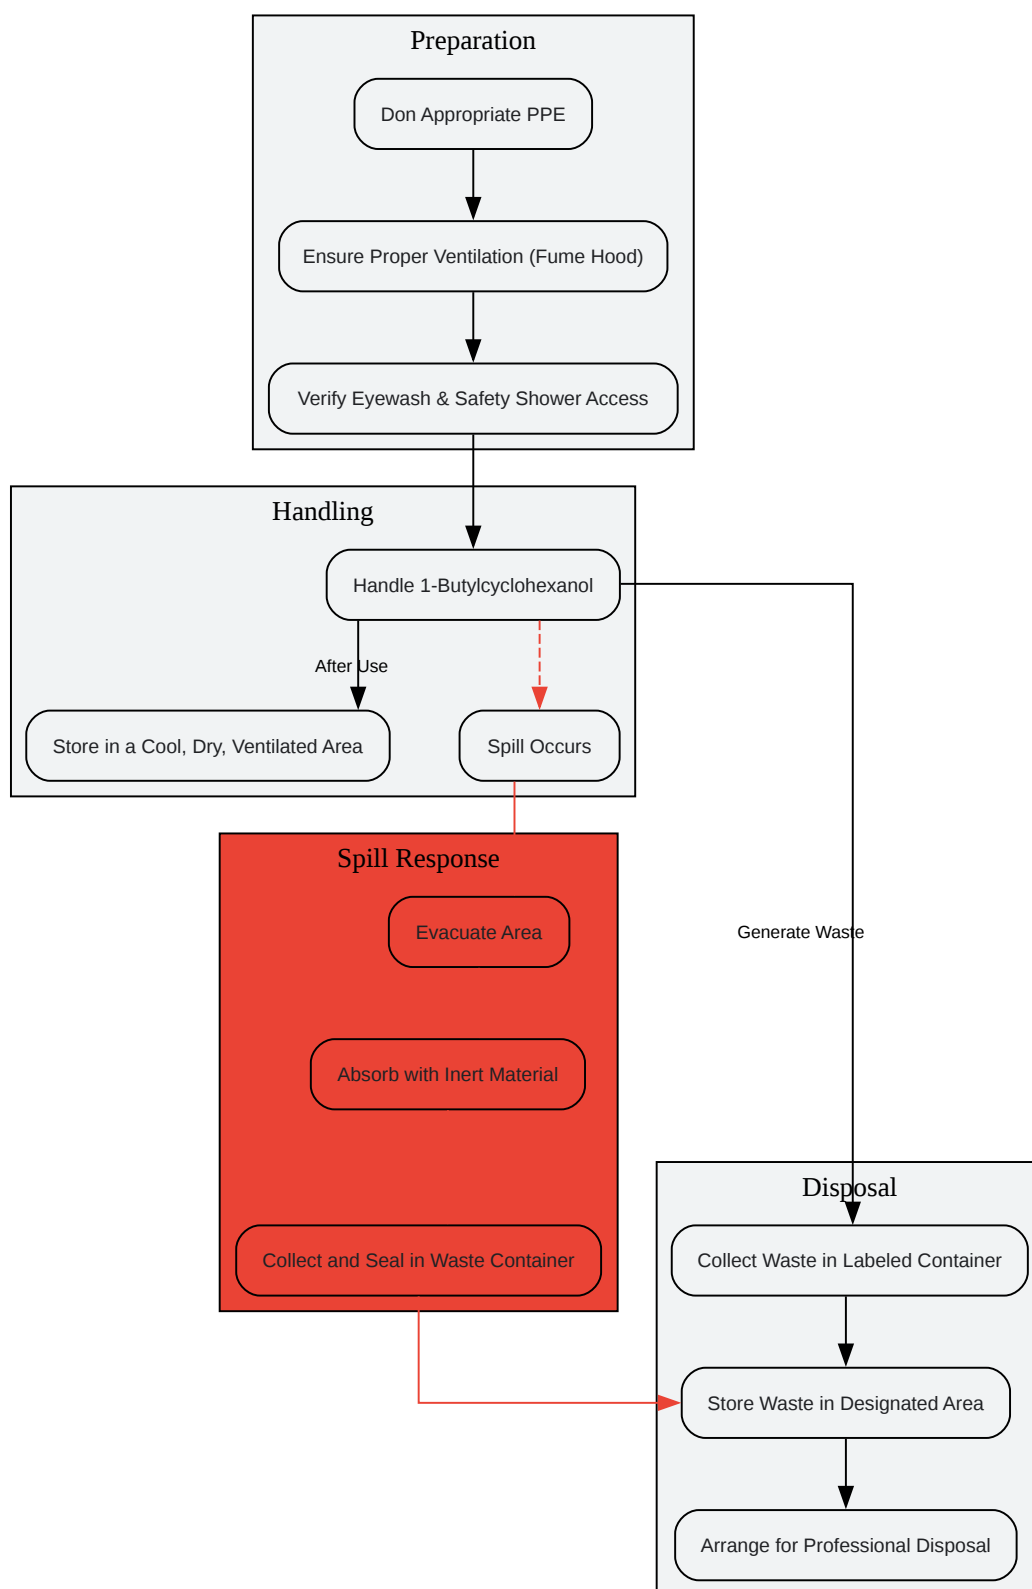 Preparation
Don Appropriate PPE
Ensure Proper Ventilation (Fume Hood)
Verify Eyewash & Safety Shower Access
Handling
Handle 1-Butylcyclohexanol
After Use
Store in a Cool, Dry, Ventilated Area
Spill Occurs
Spill Response
Evacuate Area
Generate Waste
Absorb with Inert Material
Collect and Seal in Waste Container
Disposal
Collect Waste in Labeled Container
Store Waste in Designated Area
Arrange for Professional Disposal